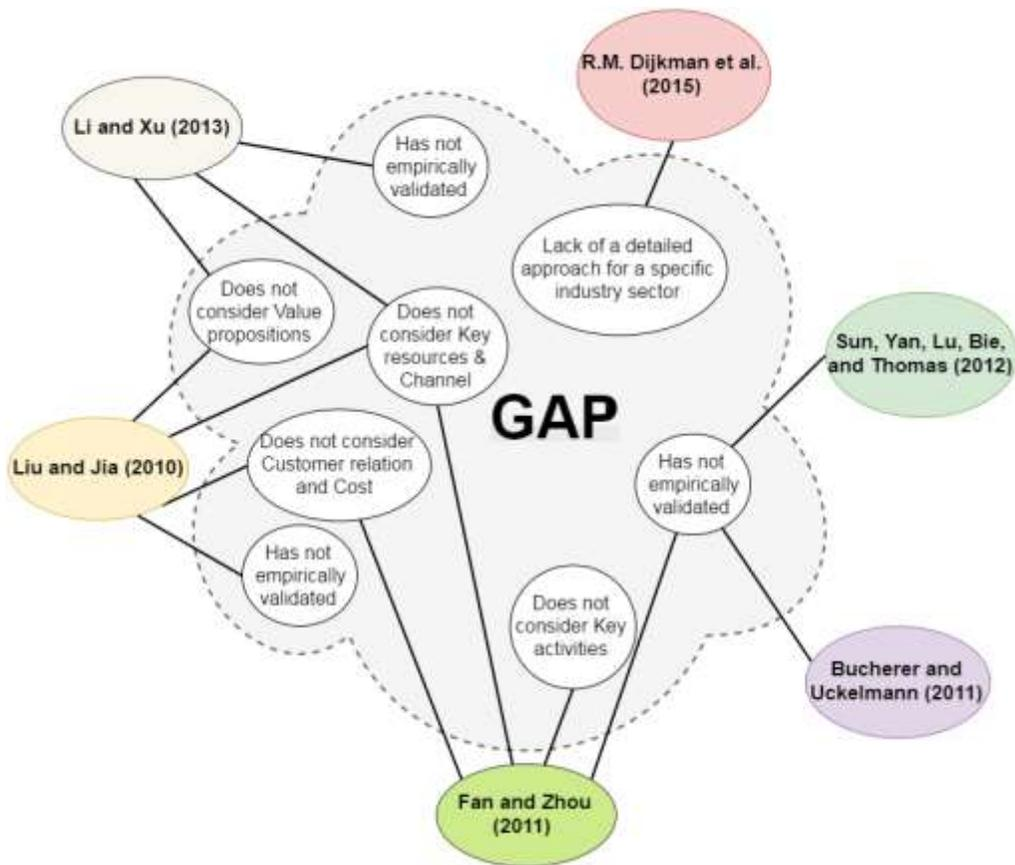 R.M. Dijkman et al.
(2015)
Li and Xu (2013)
Has not
empirically
validated
Lack of a detailed
approach for a specific
industry sector
Does not
consider Value
propositions
Does not
consider Key
resources &
Channel
Sun, Yan, Lu, Bie,
and Thomas (2012)
GAP
Liu and Jia (2010)
Does not consider
Customer relation
and Cost
Has not
empirically
validated
Has not
empirically
validated
Does not
consider Key
activities
Bucherer and
Uckelmann (2011)
Fan and Zhou
(2011)